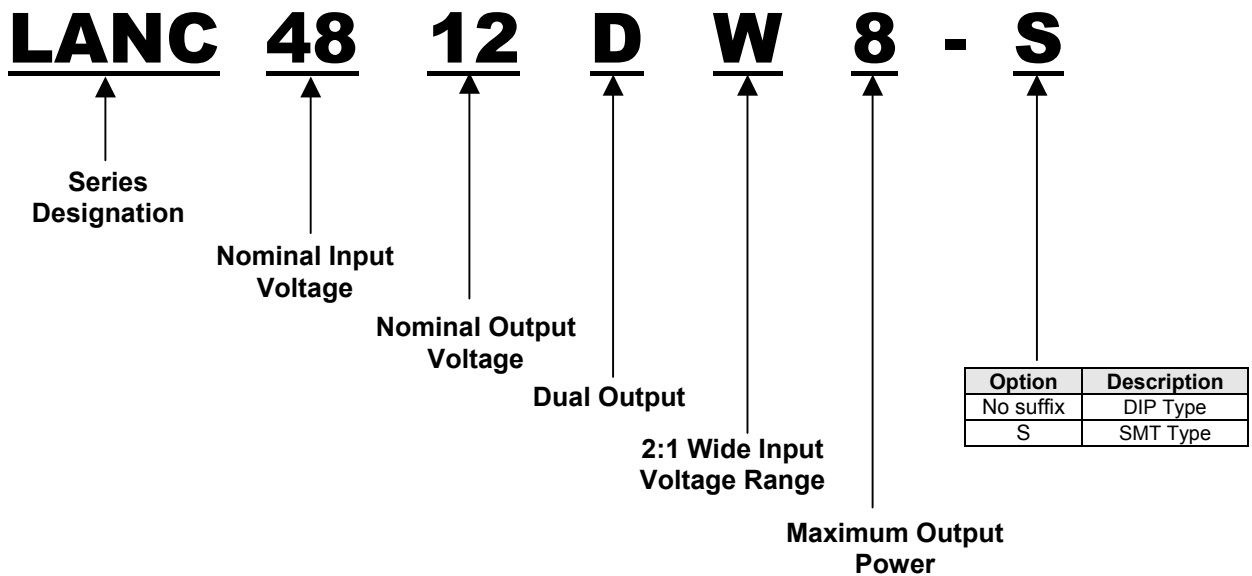 LANC 48 12 D W 8 - S
Series
Designation
Nominal Input
Voltage
Nominal Output
Voltage
Dual Output
2:1 Wide Input
Voltage Range
Maximum Output
Power
Option Description
No suffix DIP Type
S SMT Type